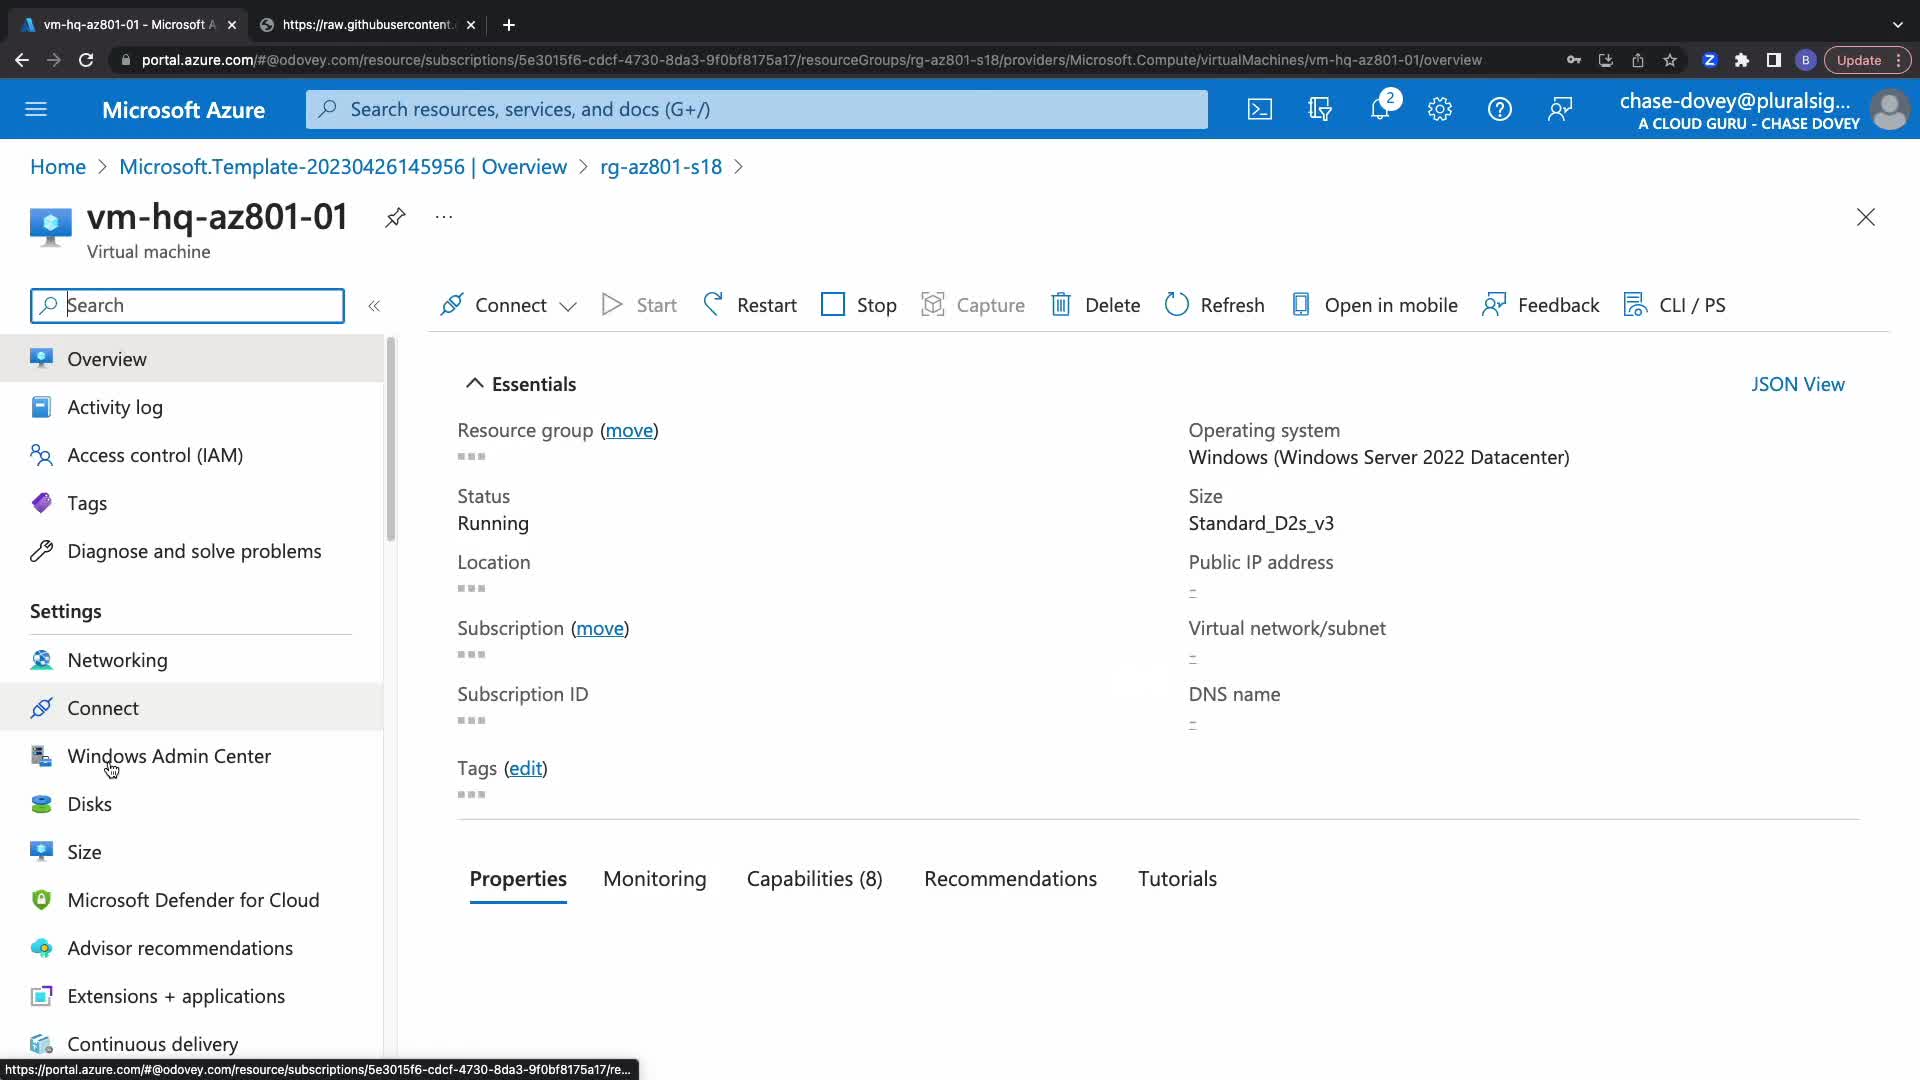 vm-hq-az801-01 - Microsoft A
https://raw.githubusercontent.
portal.azure.com/#@odovey.com/resource/subscriptions/5e3015f6-cdcf-4730-8da3-9f0bf8175a17/resourceGroups/rg-az801-s18/providers/Microsoft.Compute/virtualMachines/vm-hq-az801-01/overview
Z
B
Update
Microsoft Azure
Search resources, services, and docs (G+/)
2
chase-dovey@pluralsig...
A CLOUD GURU - CHASE DOVEY
Home > Microsoft.Template-20230426145956 | Overview > rg-az801-s18 >
vm-hq-az801-01
Virtual machine
Search
Connect
Start
Restart
Stop
Capture
Delete
Refresh
Open in mobile
Feedback
CLI / PS
Overview
Activity log
Access control (IAM)
Tags
Diagnose and solve problems
Settings
Networking
Connect
Windows Admin Center
Disks
Size
Microsoft Defender for Cloud
Advisor recommendations
Extensions + applications
Continuous delivery
Essentials
JSON View
Resource group (move)
Status
Running
Location
Subscription (move)
Subscription ID
Tags (edit)
Operating system
Windows (Windows Server 2022 Datacenter)
Size
Standard_D2s_v3
Public IP address
-
Virtual network/subnet
-
DNS name
-
Properties
Monitoring
Capabilities (8)
Recommendations
Tutorials
https://portal.azure.com/#@odovey.com/resource/subscriptions/5e3015f6-cdcf-4730-8da3-9f0bf8175a17/re...